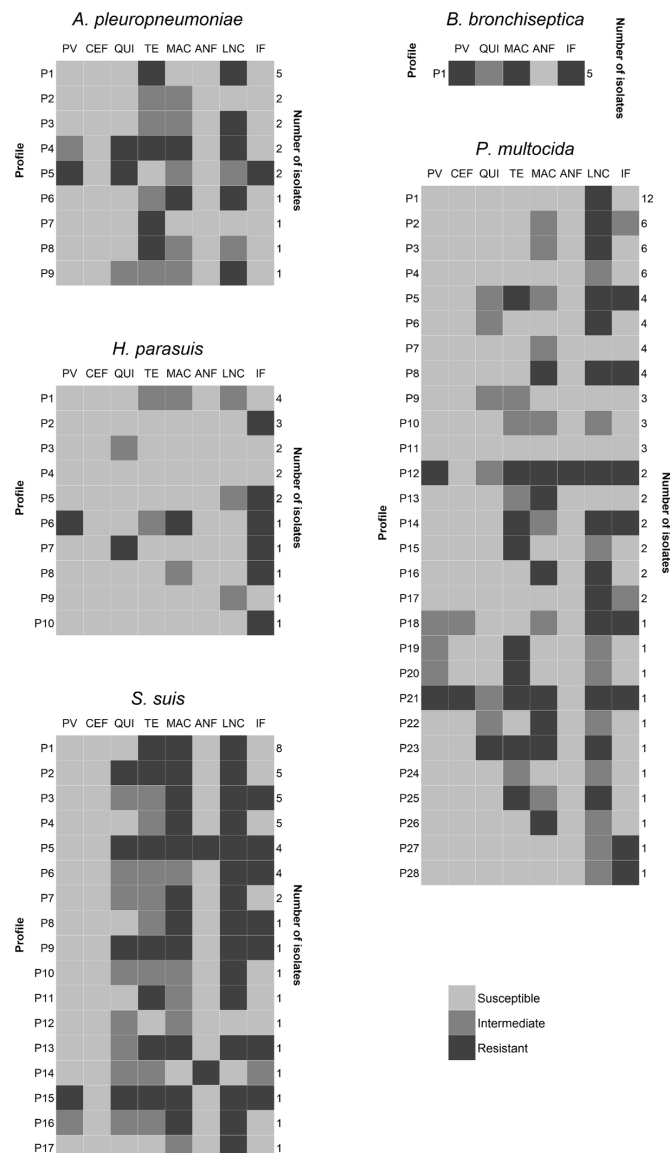 A. pleuropneumoniae
PV CEF QUI TE MAC ANF LNC IF
Profile
Number of isolates
P1 5
P2 2
P3 2
P4 2
P5 2
P6 1
P7 1
P8 1
P9 1
H. parasuis
PV CEF QUI TE MAC ANF LNC IF
Profile
Number of isolates
P1 4
P2 3
P3 2
P4 2
P5 2
P6 1
P7 1
P8 1
P9 1
P10 1
S. suis
PV CEF QUI TE MAC ANF LNC IF
Profile
Number of isolates
P1 8
P2 5
P3 5
P4 5
P5 4
P6 4
P7 2
P8 1
P9 1
P10 1
P11 1
P12 1
P13 1
P14 1
P15 1
P16 1
P17 1
B. bronchiseptica
PV QUI MAC ANF IF
Profile
Number of isolates
P1 5
P. multocida
PV CEF QUI TE MAC ANF LNC IF
Profile
Number of isolates
P1 12
P2 6
P3 6
P4 6
P5 4
P6 4
P7 4
P8 4
P9 3
P10 3
P11 3
P12 2
P13 2
P14 2
P15 2
P16 2
P17 2
P18 1
P19 1
P20 1
P21 1
P22 1
P23 1
P24 1
P25 1
P26 1
P27 1
P28 1
Susceptible
Intermediate
Resistant